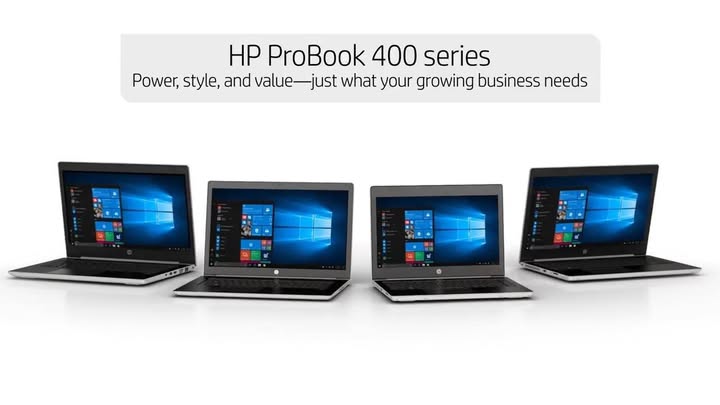 HP ProBook 400 series
Power, style, and value—just what your growing business needs